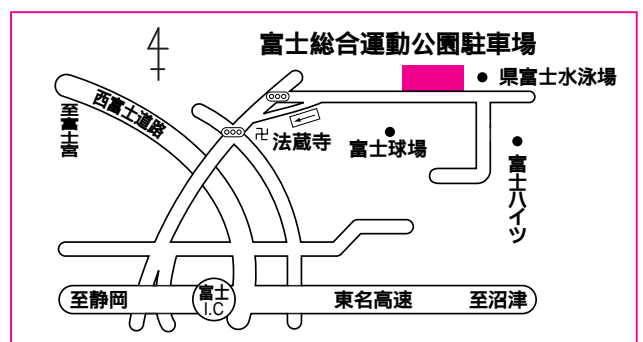 富士総合運動公園駐車場
県富士水泳場
至富士宮
西富士道路
卍
法蔵寺
富士球場
富士ハイツ
至静岡
富士
I.C
東名高速
至沼津